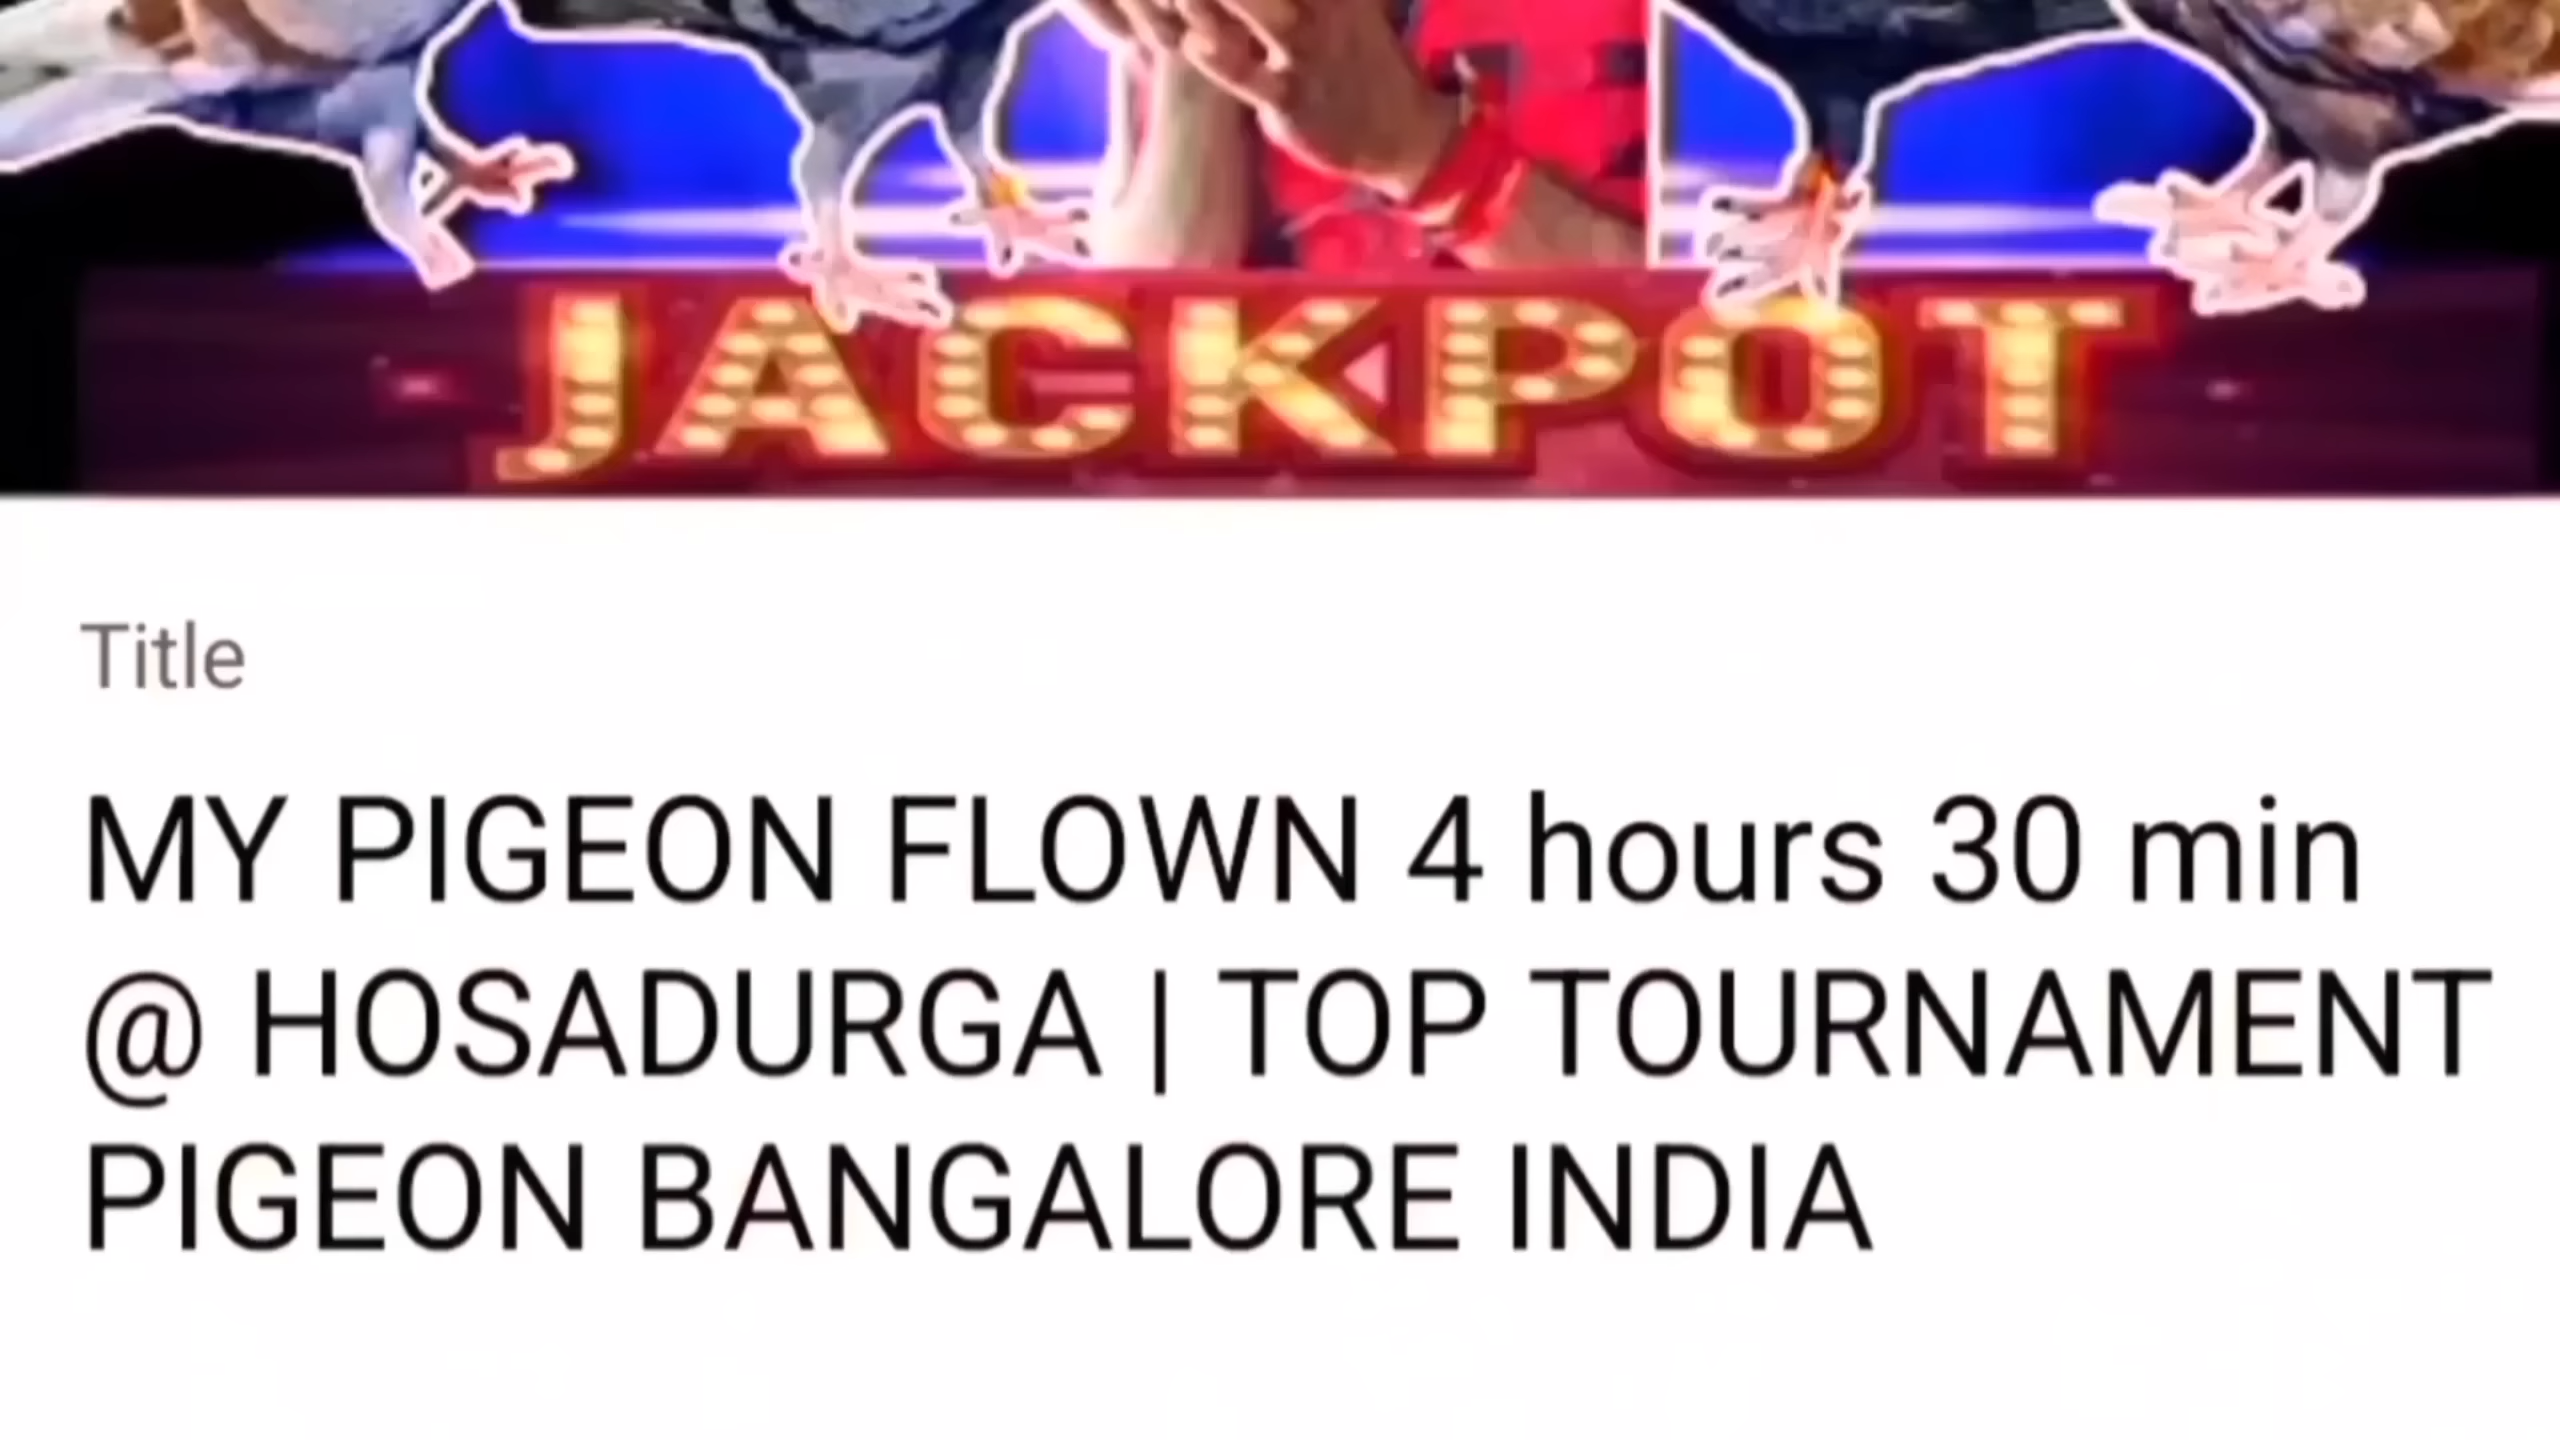 JACKPOT
Title
MY PIGEON FLOWN 4 hours 30 min
@ HOSADURGA | TOP TOURNAMENT
PIGEON BANGALORE INDIA